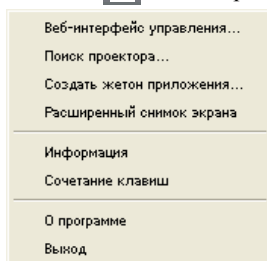 Веб-интерфейс управления...
Поиск проектора...
Создать жетон приложения...
Расширенный снимок экрана
Информация
Сочетание клавиш
О программе
Выход